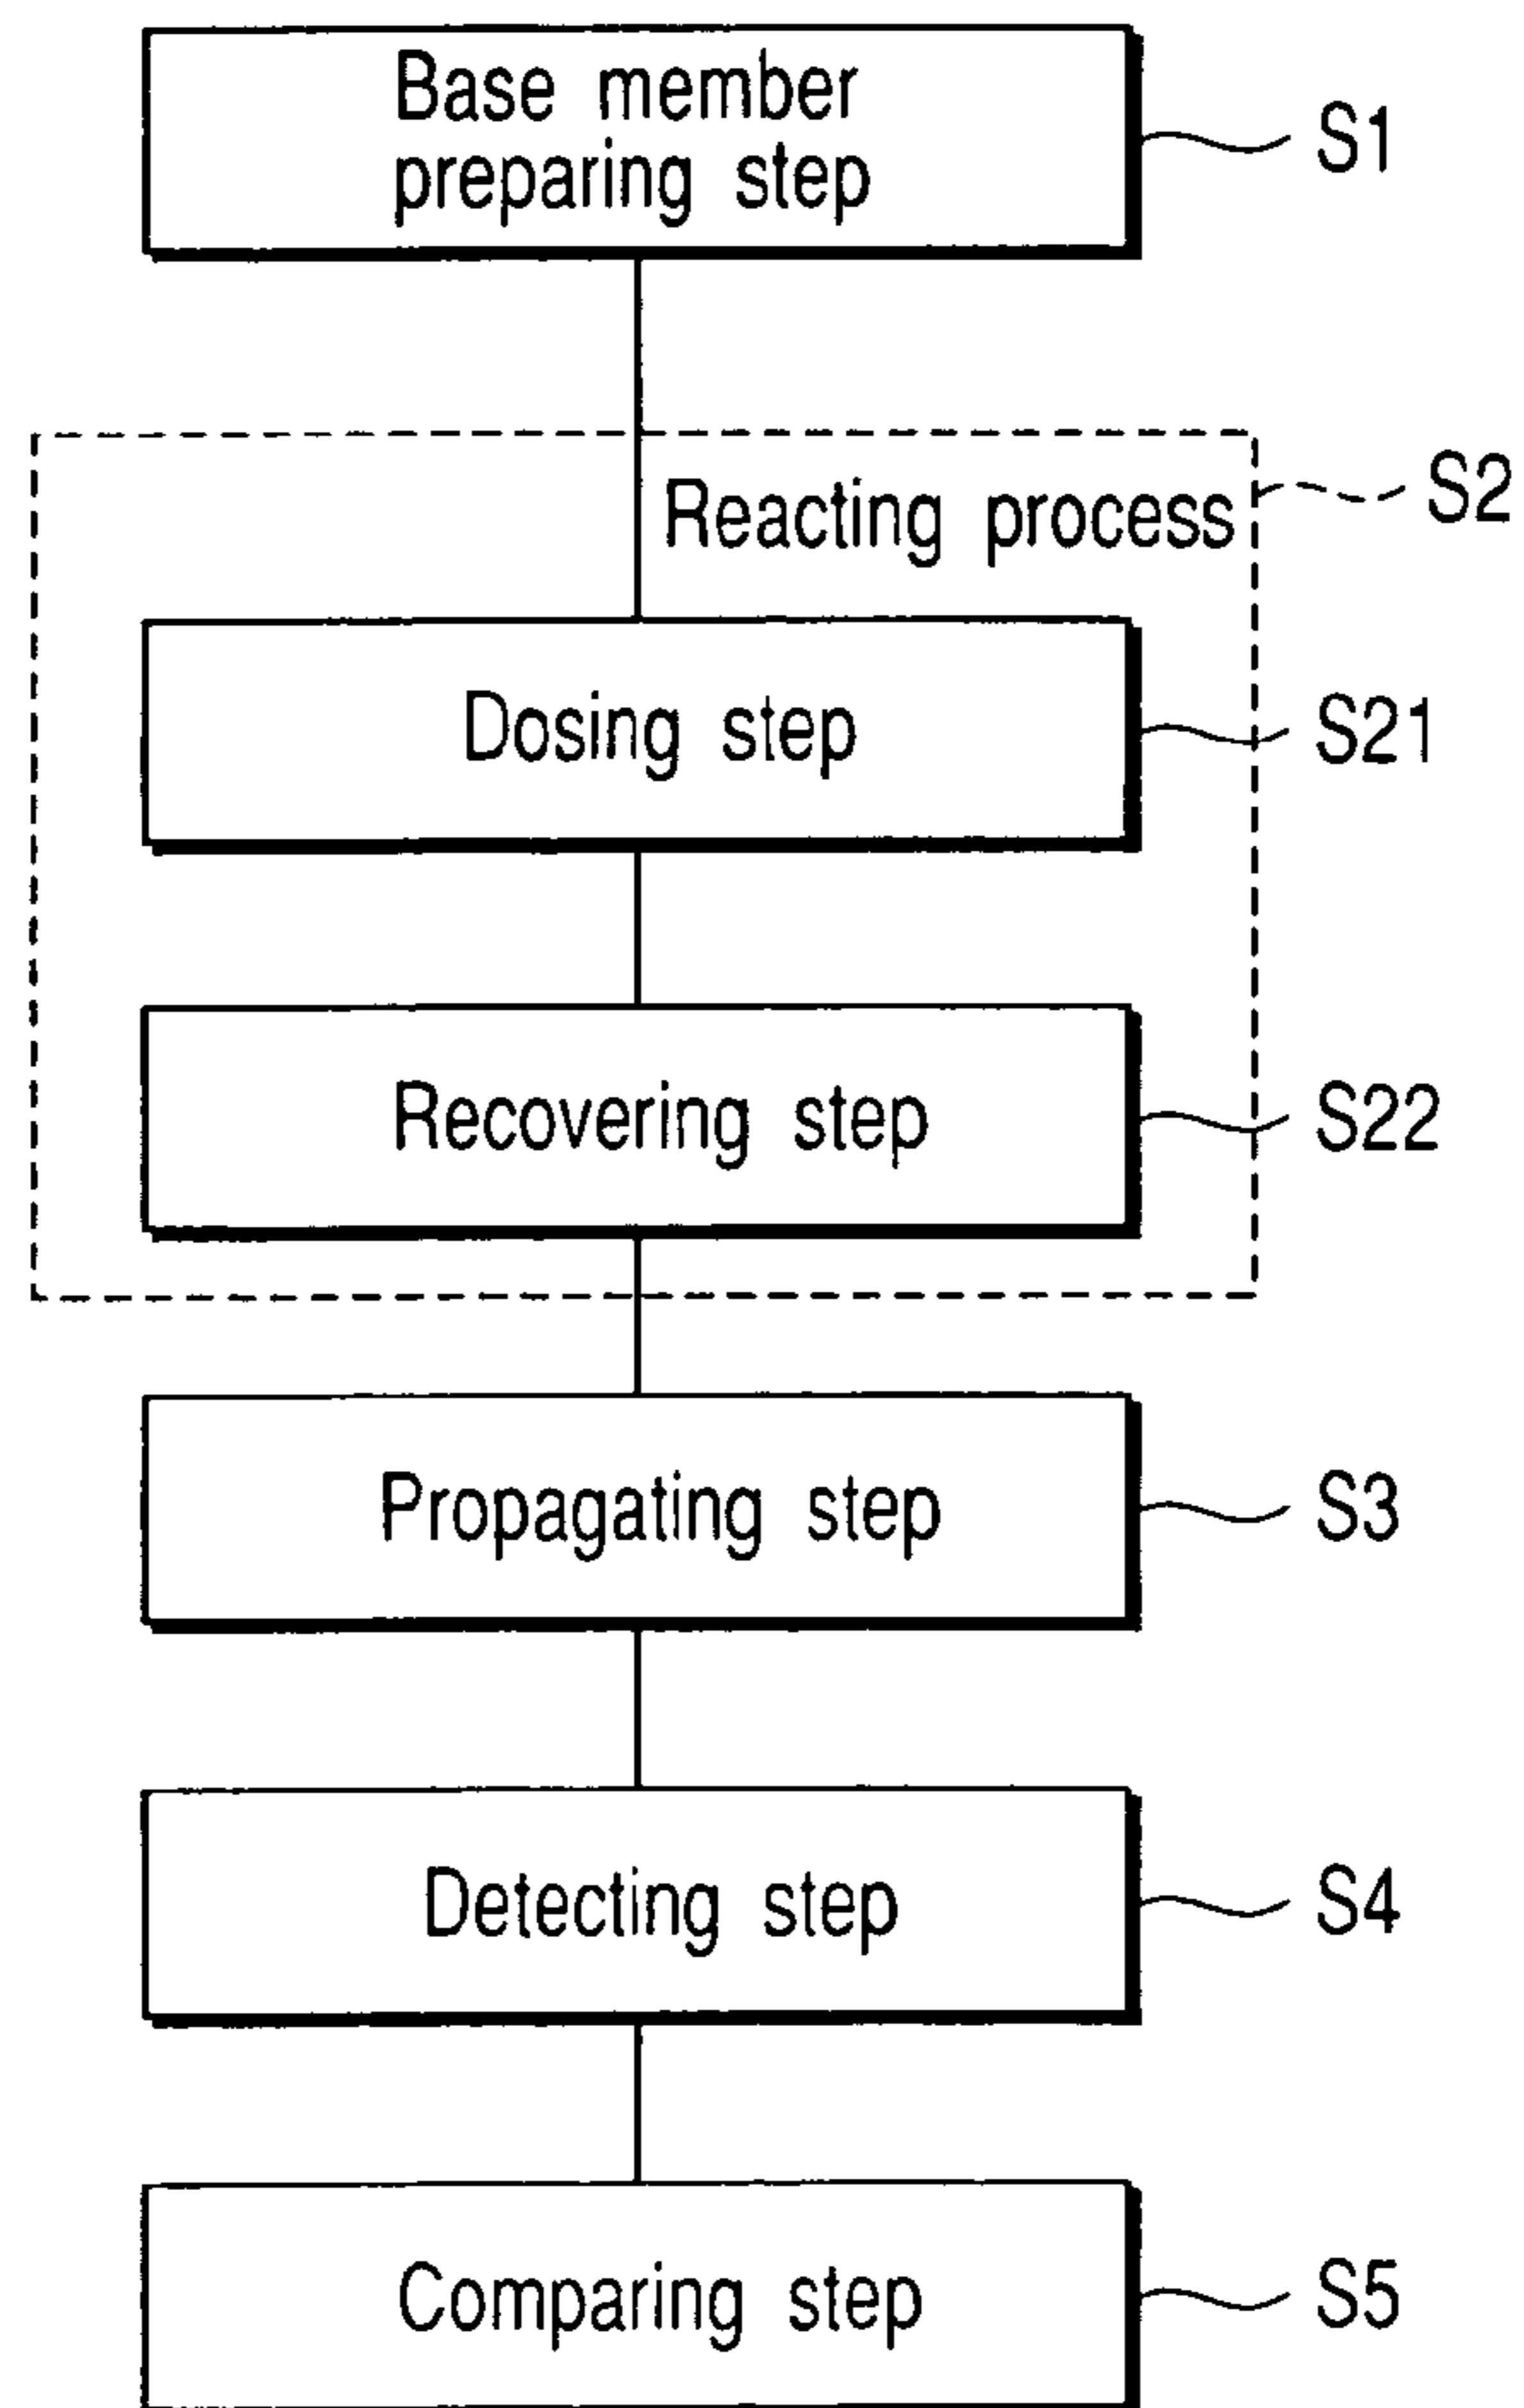 Base member
preparing step
S1
Reacting process
S2
Dosing step
S21
Recovering step
S22
Propagating step
S3
Detecting step
S4
Comparing step
S5